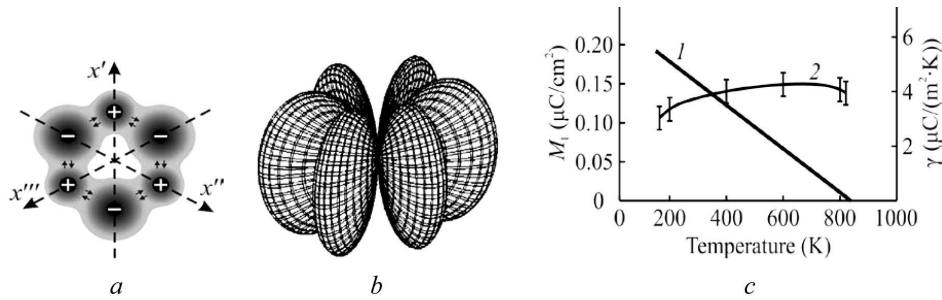 x'
x'''
x''
+
−
−
+
+
−
a
b
M₁ (μC/cm²)
0.20
0.15
0.10
0.05
0
1
2
6
4
2
γ (μC/(m²·K)
0 200 400 600 800 1000
Temperature (K)
c